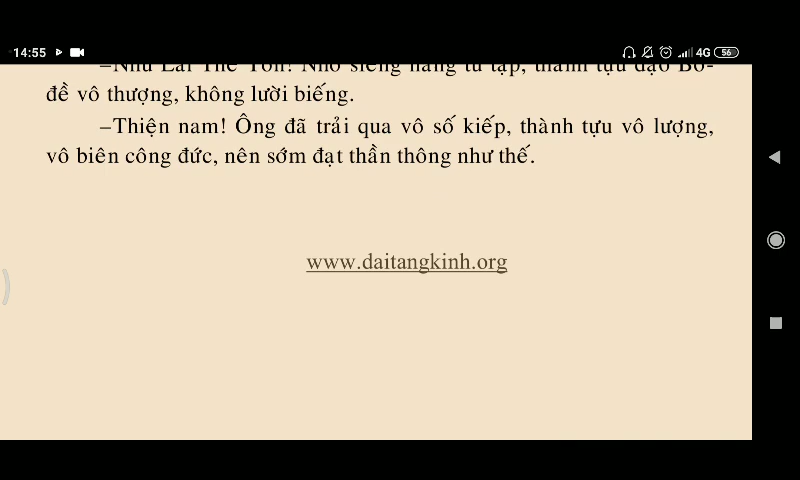 14:55 4G 56
–Như Lai Thế Tôn! Nhờ siêng năng tu tập, thành tựu đạo Bồ-
đề vô thượng, không lười biếng.
–Thiện nam! Ông đã trải qua vô số kiếp, thành tựu vô lượng,
vô biên công đức, nên sớm đạt thần thông như thế.
www.daitangkinh.org